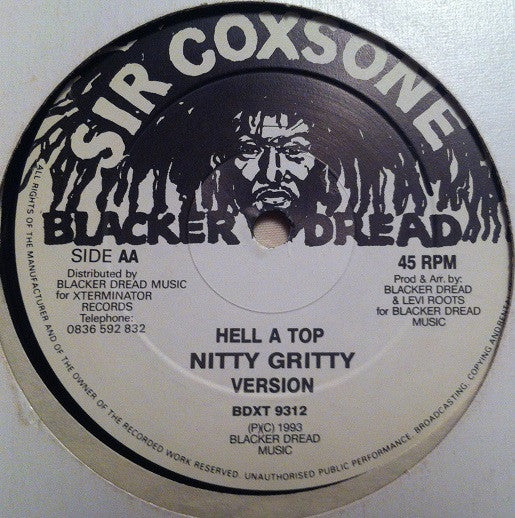 SIR COXSONE
BLACKER DREAD
SIDE AA
Distributed by
BLACKER DREAD MUSIC
for XTERMINATOR
RECORDS
Telephone:
0836 592 832
45 RPM
Prod & Arr. by:
BLACKER DREAD
& LEVI ROOTS
for BLACKER DREAD
MUSIC
HELL A TOP
NITTY GRITTY
VERSION
BDXT 9312
(P)(C) 1993
BLACKER DREAD
MUSIC
ALL RIGHTS OF THE MANUFACTURER AND OF THE OWNER OF THE RECORDED WORK RESERVED. UNAUTHORISED PUBLIC PERFORMANCE, BROADCASTING, COPYING AND